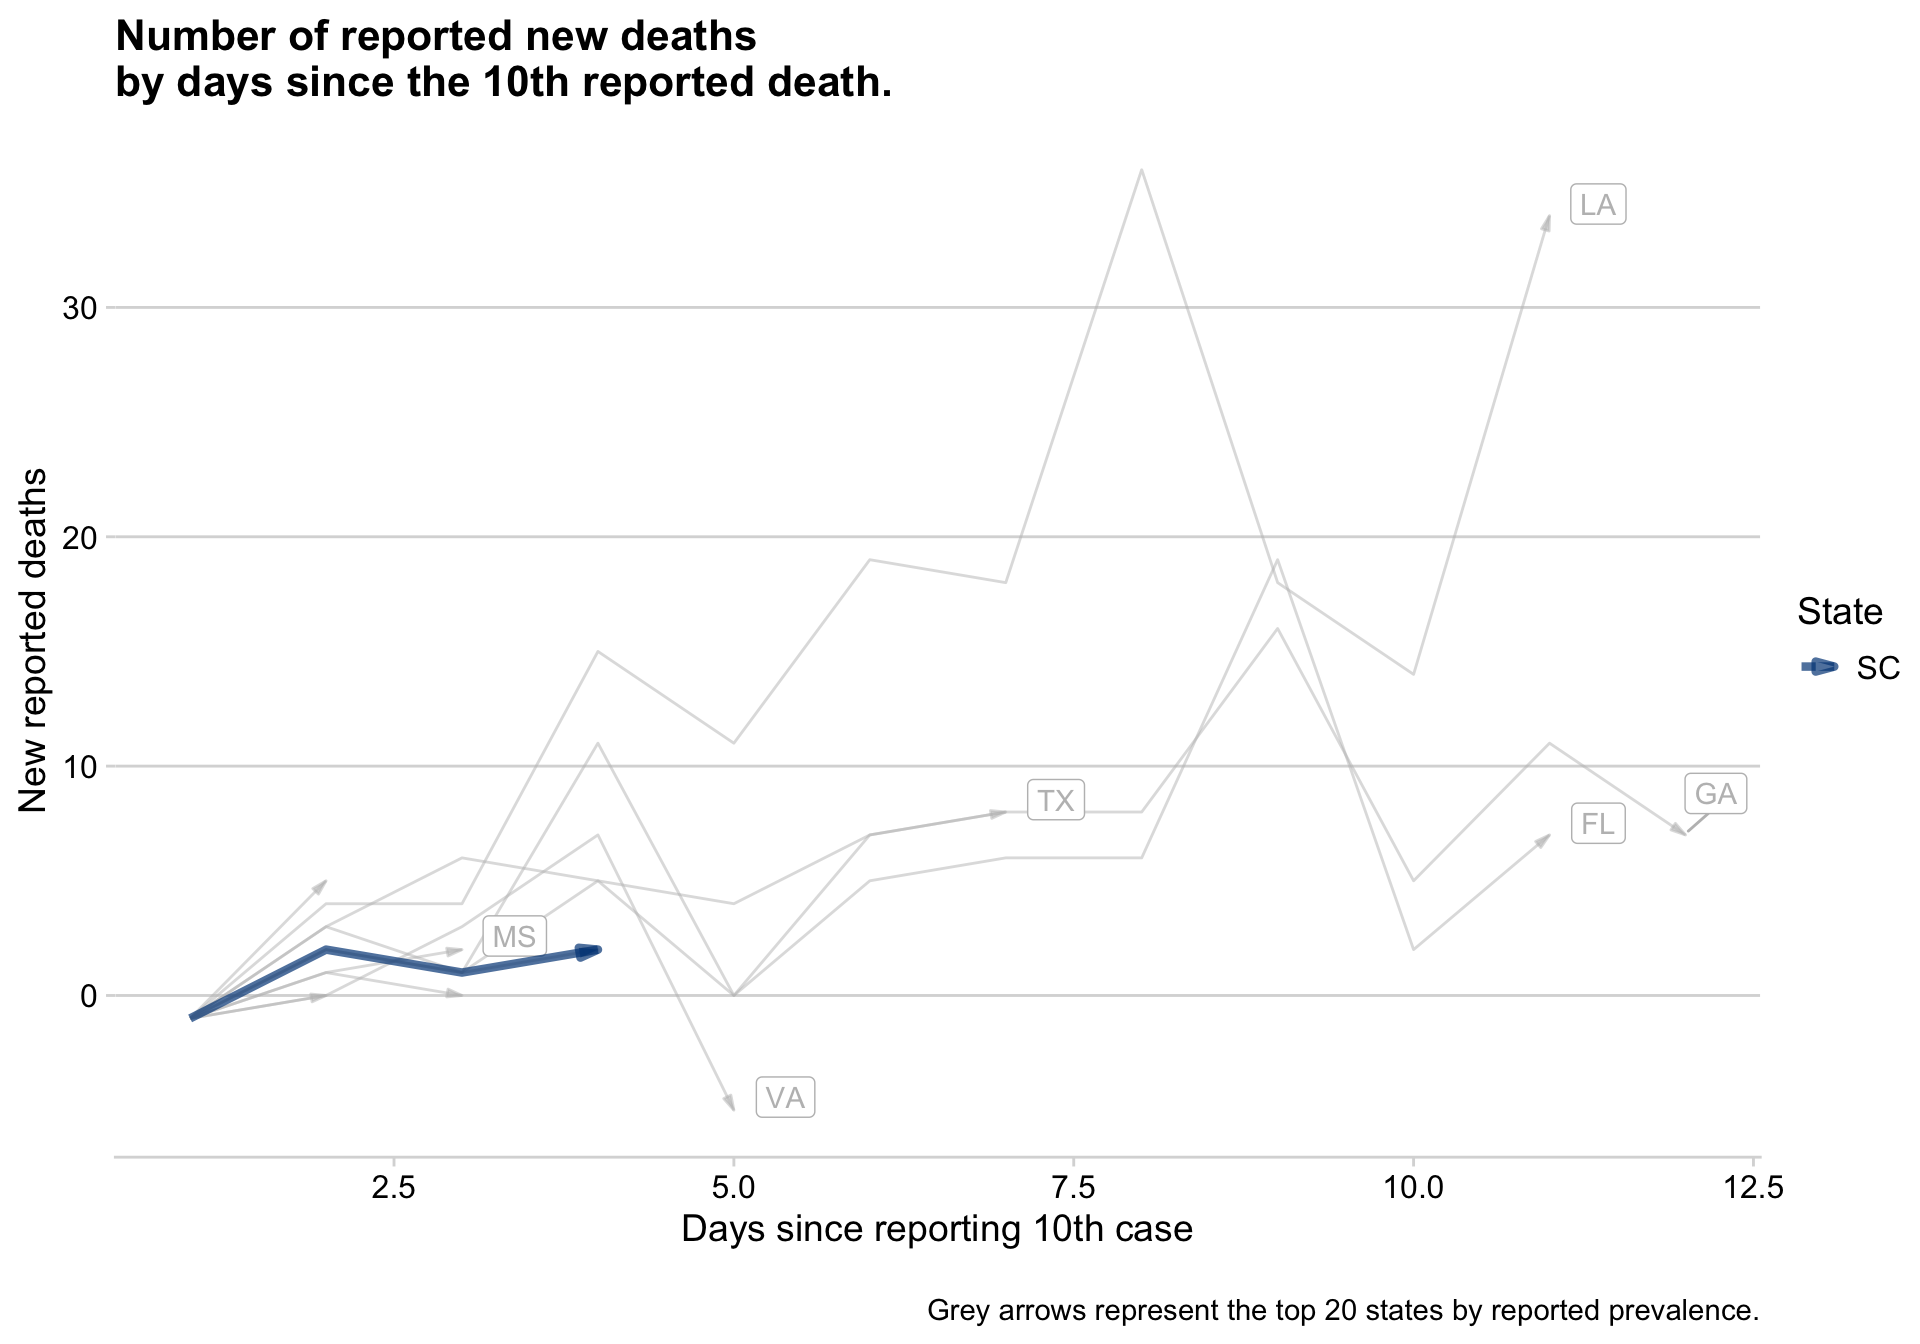 Number of reported new deaths
by days since the 10th reported death.
LA
30
20
New reported deaths
State
SC
10
TX
GA
FL
MS
0
VA
2.5 5.0 7.5 10.0 12.5
Days since reporting 10th case
Grey arrows represent the top 20 states by reported prevalence.